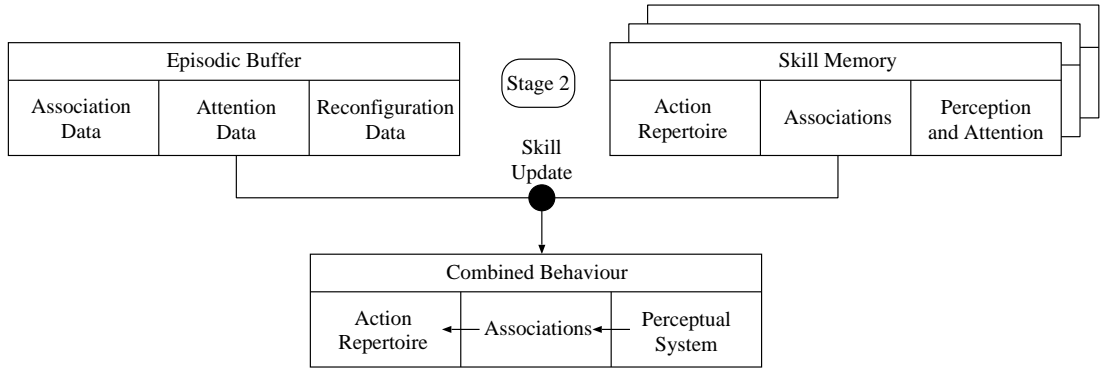 Episodic Buffer
Association
Data
Attention
Data
Reconfiguration
Data
Stage 2
Skill
Update
Skill Memory
Action
Repertoire
Associations
Perception
and Attention
Combined Behaviour
Action
Repertoire
Associations
Perceptual
System